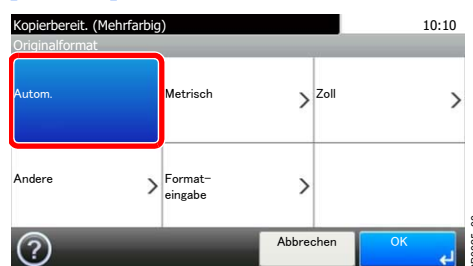 Kopierbereit. (Mehrfarbig) 10:10
Originalformat
Autom. Metrisch Zoll
Andere Format-
eingabe
Abbrechen OK